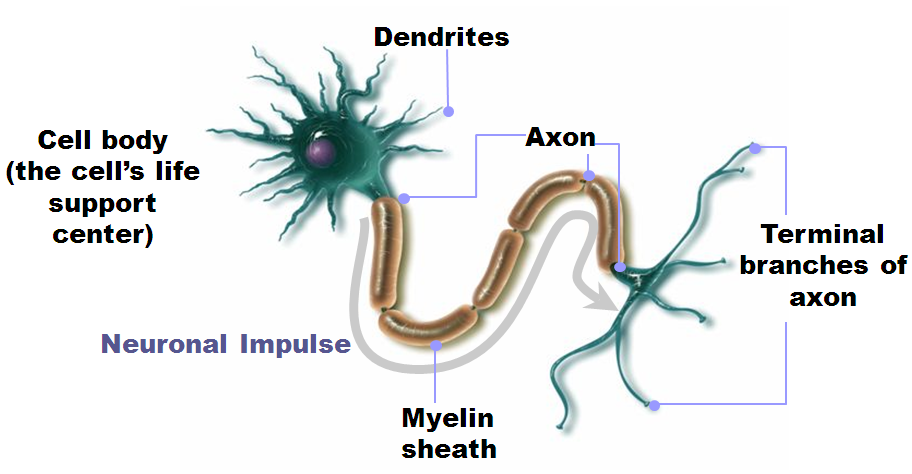 Dendrites
Cell body
(the cell’s life
support
center)
Axon
Terminal
branches of
axon
Neuronal Impulse
Myelin
sheath